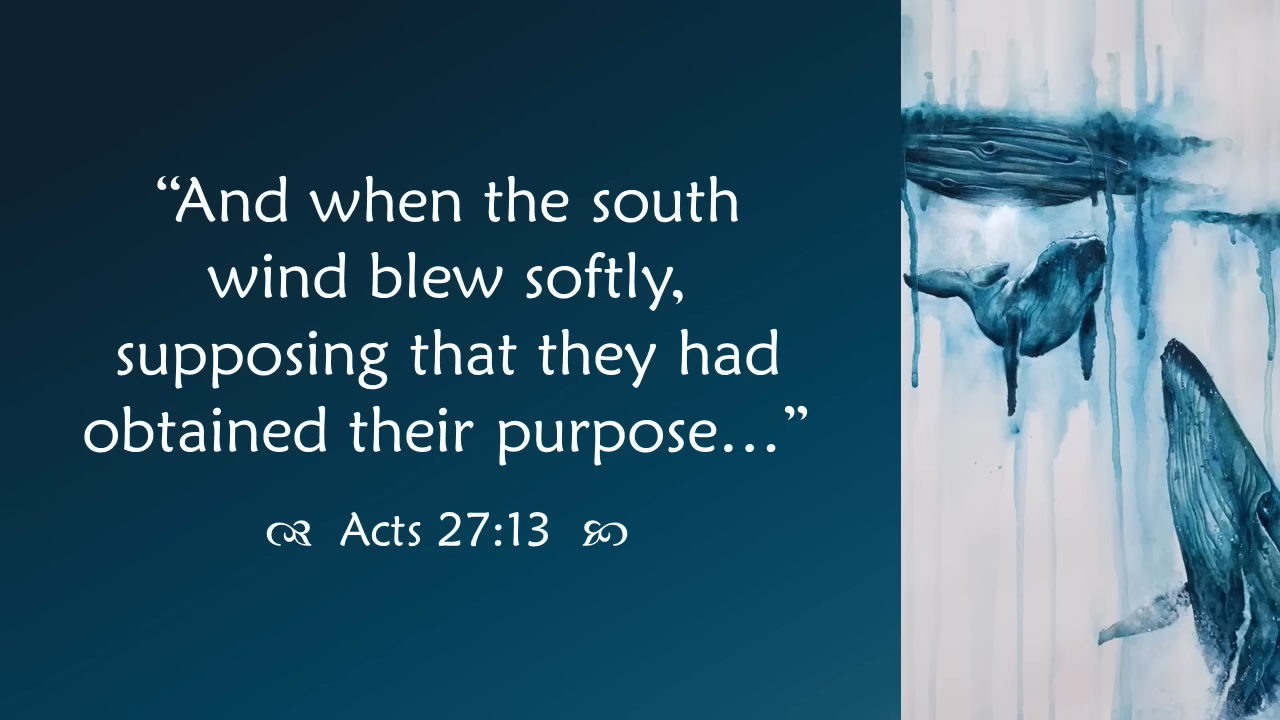 “And when the south
wind blew softly,
supposing that they had
obtained their purpose…”
Acts 27:13